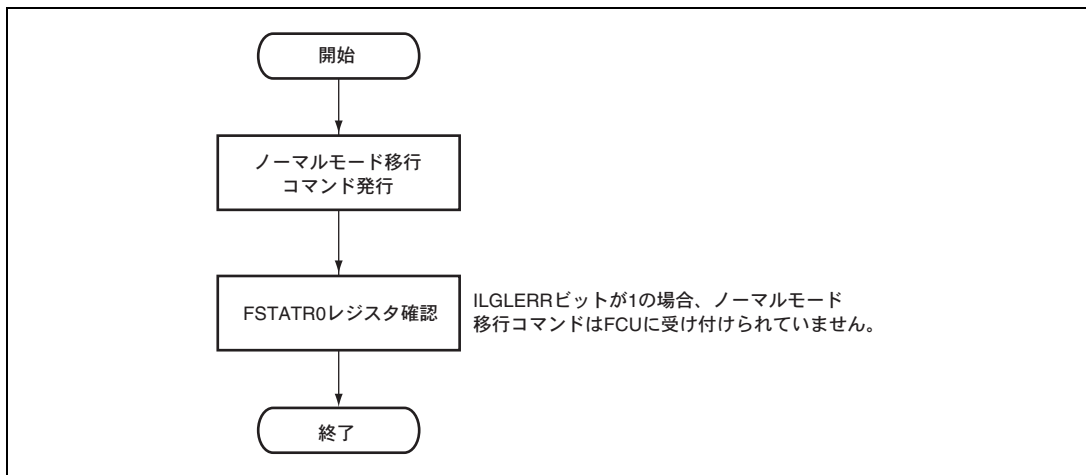 開始
ノーマルモード移行
コマンド発行
FSTATR0レジスタ確認
ILGLERRビットが1の場合、ノーマルモード
移行コマンドはFCUに受け付けられていません。
終了